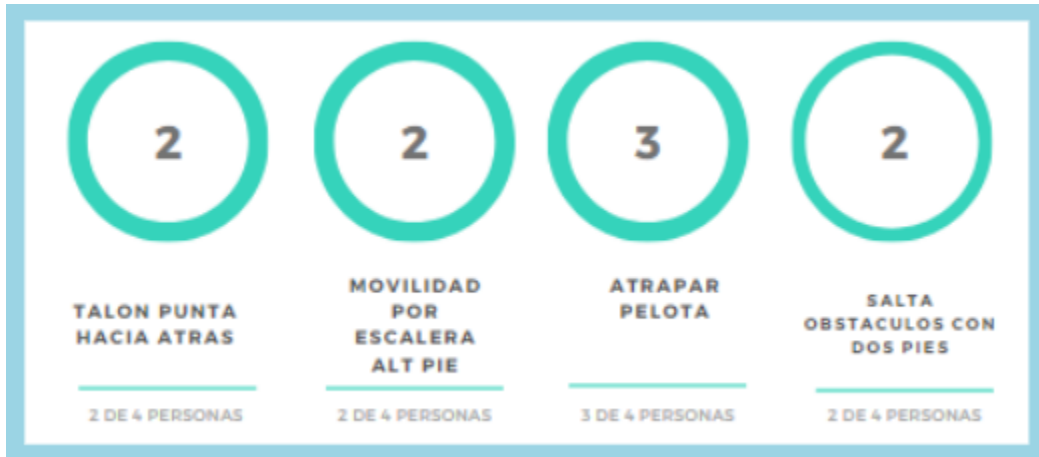 2
2
3
2
TALON PUNTA
HACIA ATRAS
MOVILIDAD
POR
ESCALERA
ALT PIE
ATRAPAR
PELOTA
SALTA
OBSTACULOS CON
DOS PIES
2 DE 4 PERSONAS
2 DE 4 PERSONAS
3 DE 4 PERSONAS
2 DE 4 PERSONAS